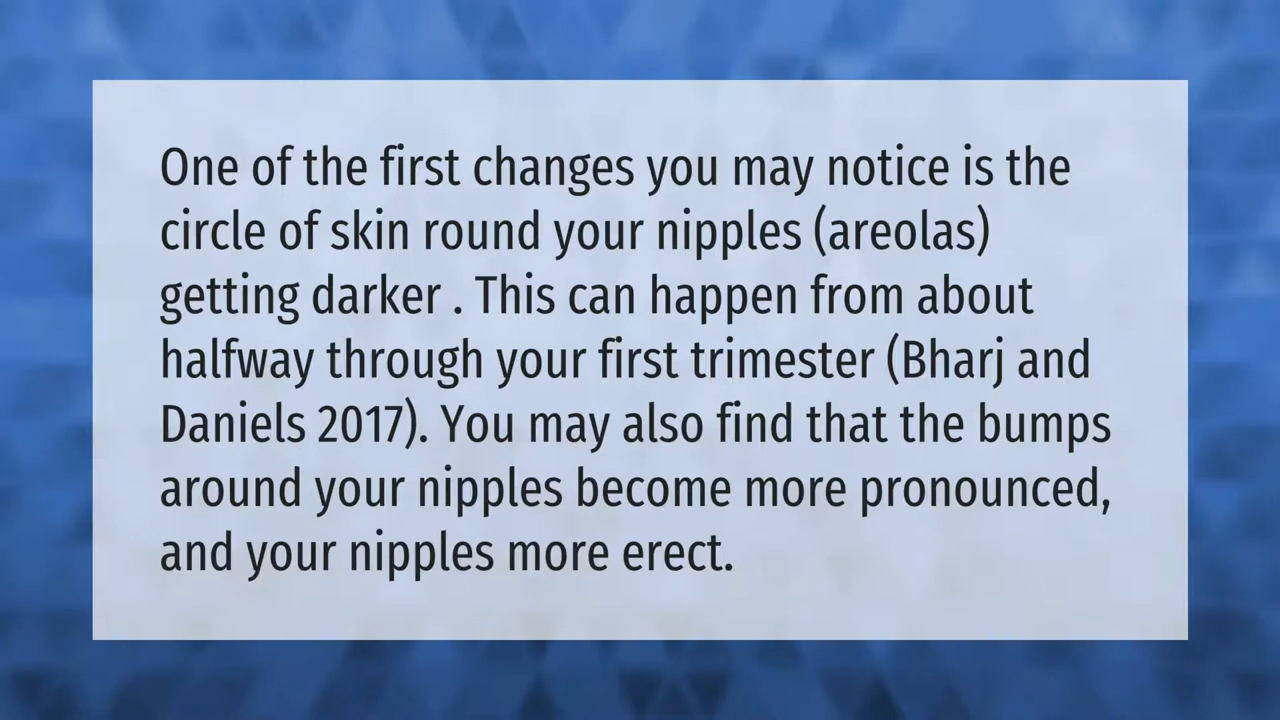 One of the first changes you may notice is the
circle of skin round your nipples (areolas)
getting darker . This can happen from about
halfway through your first trimester (Bharj and
Daniels 2017). You may also find that the bumps
around your nipples become more pronounced,
and your nipples more erect.